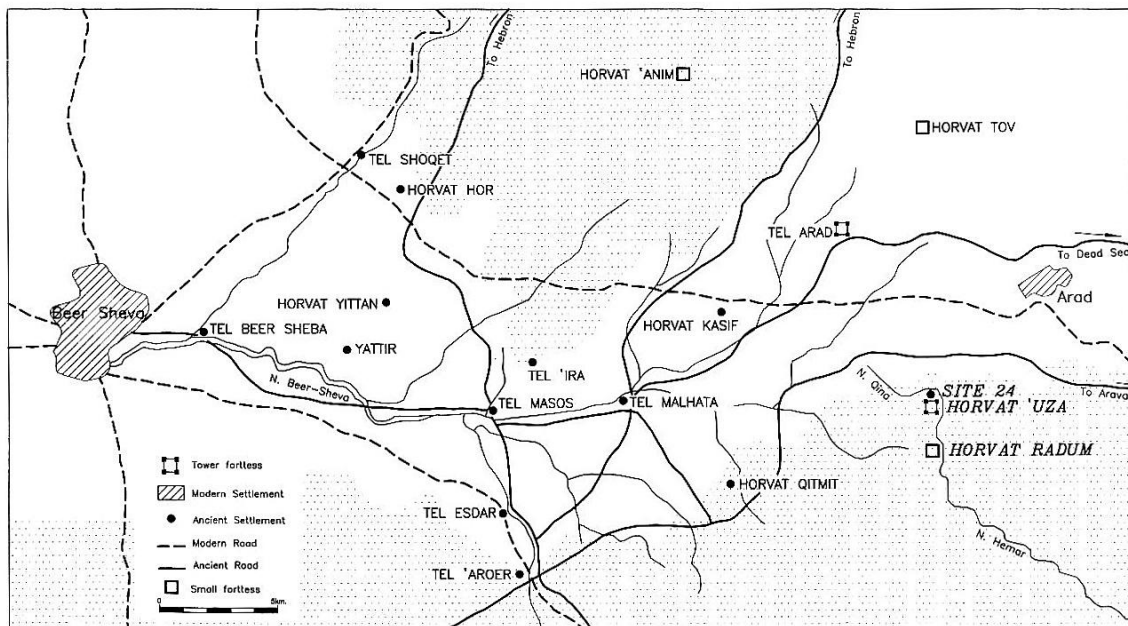 To Hebron
To Hebron
HORVAT 'ANIM
HORVAT TOV
TEL SHOQET
HORVAT HOR
TEL ARAD
To Dead Sea
HORVAT YITTAN
Arad
Beer Sheva
HORVAT KASIF
TEL BEER SHEBA
YATTIR
TEL 'IRA
N. Beer-Sheva
N. Qina
SITE 24
To Arava
TEL MASOS
TEL MALHATA
HORVAT 'UZA
HORVAT RADUM
Tower fortless
HORVAT QITMIT
Modern Settlement
TEL ESDAR
Ancient Settlement
N. Hemar
Modern Road
Ancient Road
TEL 'AROER
Small fortless
0 5km.